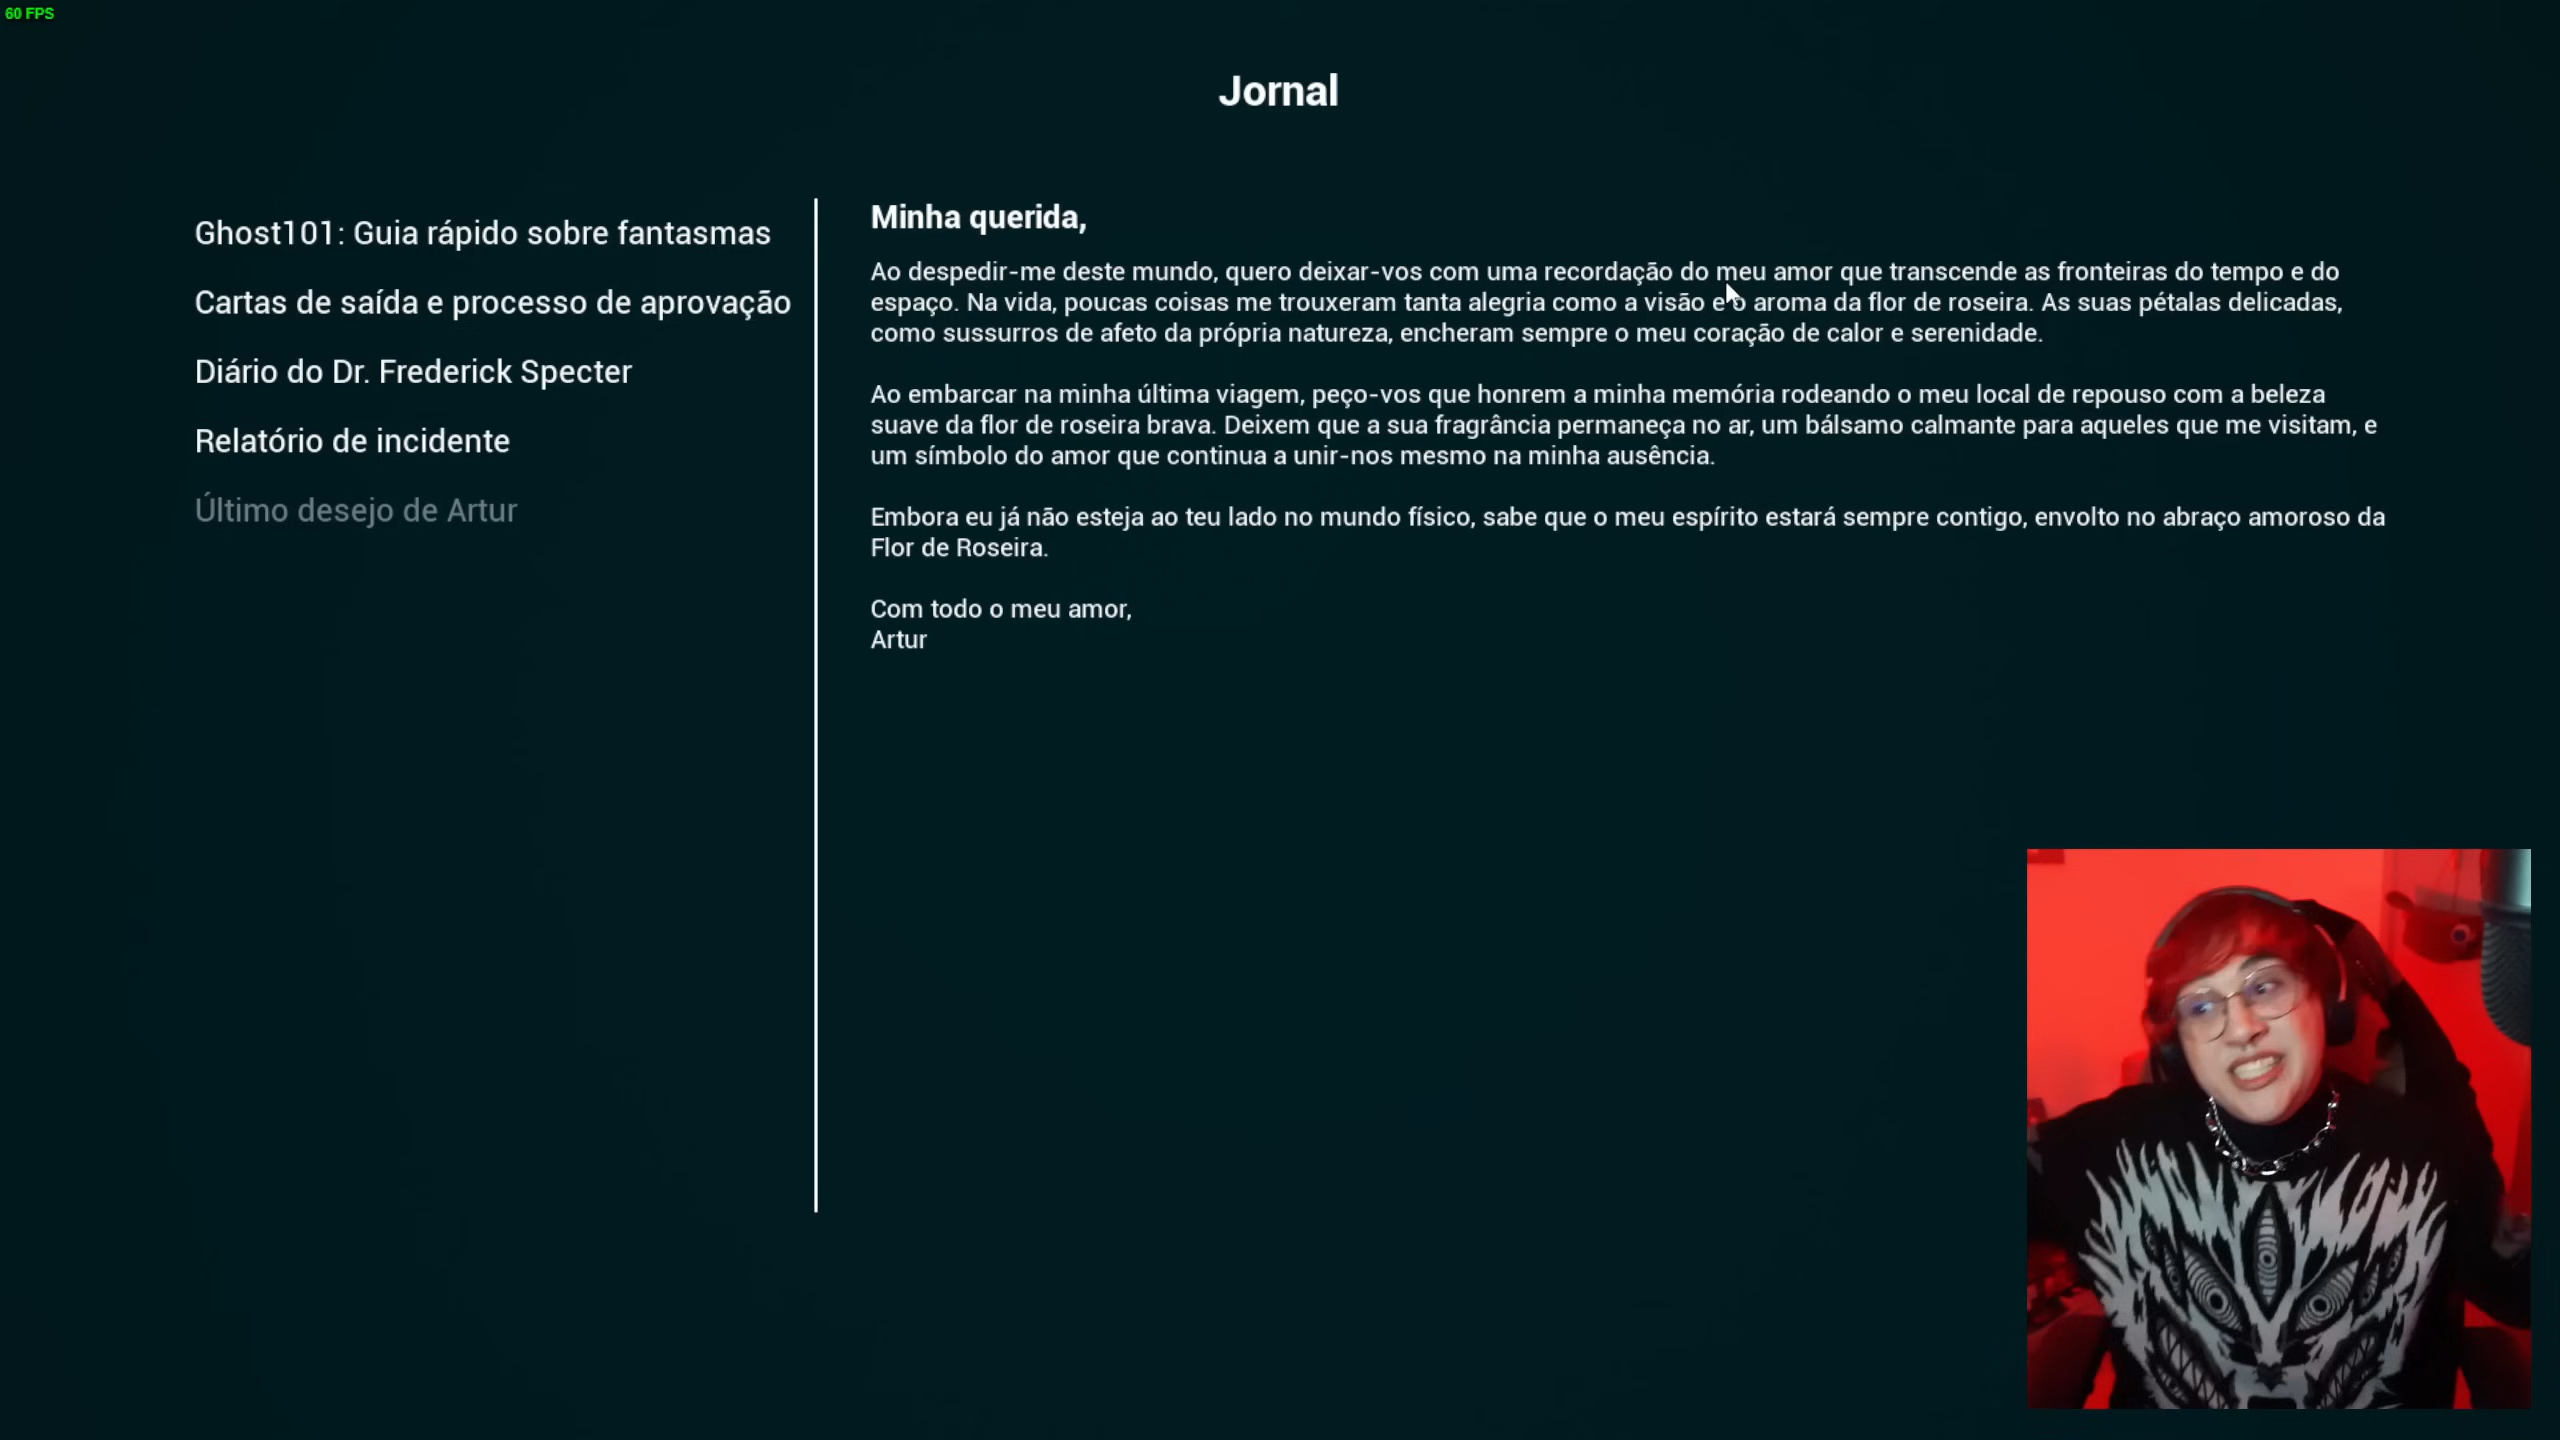 60 FPS
Jornal
Ghost101: Guia rápido sobre fantasmas
Cartas de saída e processo de aprovação
Diário do Dr. Frederick Specter
Relatório de incidente
Último desejo de Artur
Minha querida,
Ao despedir-me deste mundo, quero deixar-vos com uma recordação do meu amor que transcende as fronteiras do tempo e do
espaço. Na vida, poucas coisas me trouxeram tanta alegria como a visão e o aroma da flor de roseira. As suas pétalas delicadas,
como sussurros de afeto da própria natureza, encheram sempre o meu coração de calor e serenidade.
Ao embarcar na minha última viagem, peço-vos que honrem a minha memória rodeando o meu local de repouso com a beleza
suave da flor de roseira brava. Deixem que a sua fragrância permaneça no ar, um bálsamo calmante para aqueles que me visitam, e
um símbolo do amor que continua a unir-nos mesmo na minha ausência.
Embora eu já não esteja ao teu lado no mundo físico, sabe que o meu espírito estará sempre contigo, envolto no abraço amoroso da
Flor de Roseira.
Com todo o meu amor,
Artur